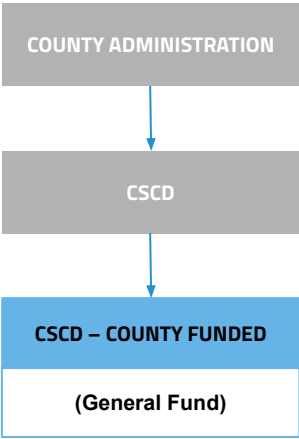 COUNTY ADMINISTRATION
CSCD
CSCD – COUNTY FUNDED
(General Fund)